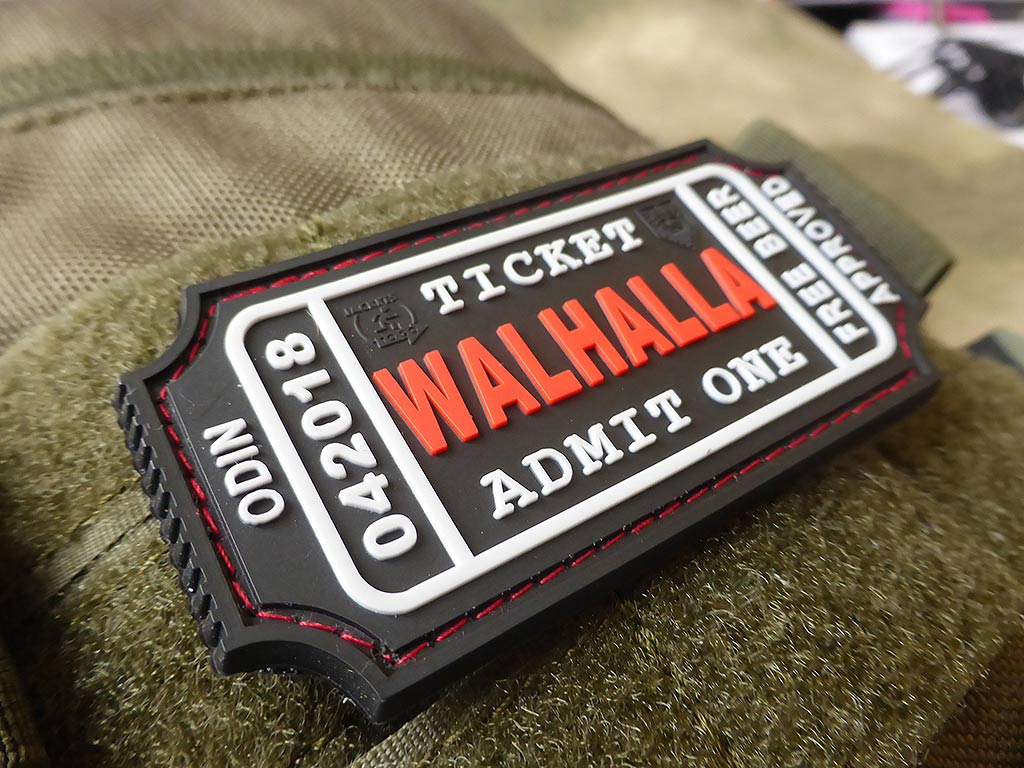 ODIN
042018
TICKET
WALHALLA
ADMIT ONE
FREE BEER
APPROVED